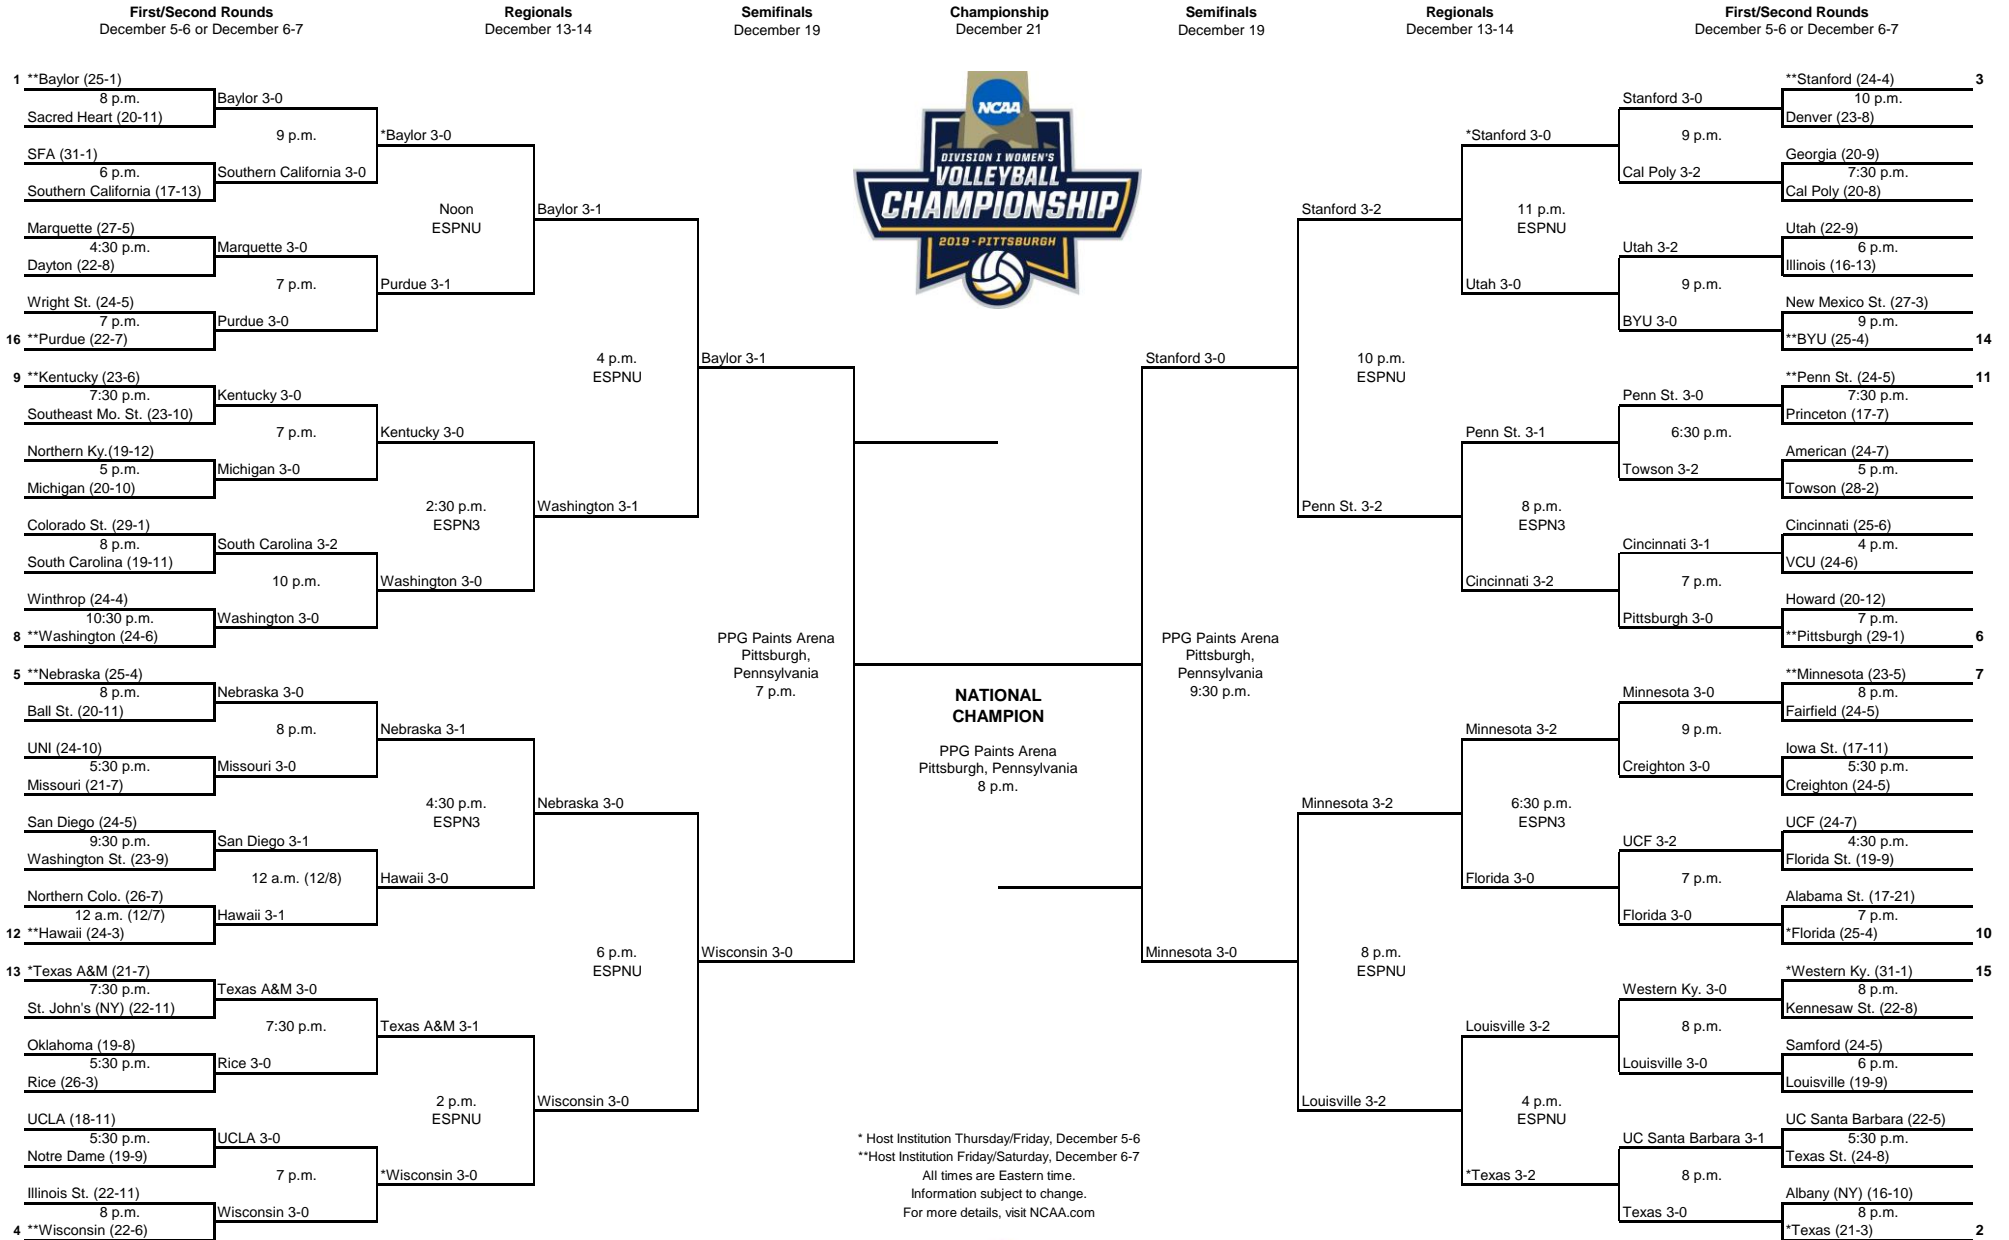 First/Second Rounds
December 5-6 or December 6-7
Regionals
December 13-14
Semifinals
December 19
Championship
December 21
Semifinals
December 19
Regionals
December 13-14
First/Second Rounds
December 5-6 or December 6-7
1 **Baylor (25-1)
8 p.m.
Sacred Heart (20-11)
SFA (31-1)
6 p.m.
Southern California (17-13)
Marquette (27-5)
4:30 p.m.
Dayton (22-8)
Wright St. (24-5)
7 p.m.
16 **Purdue (22-7)
9 **Kentucky (23-6)
7:30 p.m.
Southeast Mo. St. (23-10)
Northern Ky.(19-12)
5 p.m.
Michigan (20-10)
Colorado St. (29-1)
8 p.m.
South Carolina (19-11)
Winthrop (24-4)
10:30 p.m.
8 **Washington (24-6)
5 **Nebraska (25-4)
8 p.m.
Ball St. (20-11)
UNI (24-10)
5:30 p.m.
Missouri (21-7)
San Diego (24-5)
9:30 p.m.
Washington St. (23-9)
Northern Colo. (26-7)
12 a.m. (12/7)
12 **Hawaii (24-3)
13 *Texas A&M (21-7)
7:30 p.m.
St. John's (NY) (22-11)
Oklahoma (19-8)
5:30 p.m.
Rice (26-3)
UCLA (18-11)
5:30 p.m.
Notre Dame (19-9)
Illinois St. (22-11)
8 p.m.
4 **Wisconsin (22-6)
Baylor 3-0
9 p.m.
Southern California 3-0
Marquette 3-0
7 p.m.
Purdue 3-0
Kentucky 3-0
7 p.m.
Michigan 3-0
South Carolina 3-2
10 p.m.
Washington 3-0
Nebraska 3-0
8 p.m.
Missouri 3-0
San Diego 3-1
12 a.m. (12/8)
Hawaii 3-1
Texas A&M 3-0
7:30 p.m.
Rice 3-0
UCLA 3-0
7 p.m.
Wisconsin 3-0
*Baylor 3-0
Noon
ESPNU
Purdue 3-1
Kentucky 3-0
2:30 p.m.
ESPN3
Washington 3-0
Nebraska 3-1
4:30 p.m.
ESPN3
Hawaii 3-0
Texas A&M 3-1
2 p.m.
ESPNU
*Wisconsin 3-0
Baylor 3-1
4 p.m.
ESPNU
Washington 3-1
Nebraska 3-0
6 p.m.
ESPNU
Wisconsin 3-0
Baylor 3-1
PPG Paints Arena
Pittsburgh,
Pennsylvania
7 p.m.
Wisconsin 3-0
NCAA
DIVISION I WOMEN'S
VOLLEYBALL
CHAMPIONSHIP
2019 - PITTSBURGH
NATIONAL
CHAMPION
PPG Paints Arena
Pittsburgh, Pennsylvania
8 p.m.
* Host Institution Thursday/Friday, December 5-6
**Host Institution Friday/Saturday, December 6-7
All times are Eastern time.
Information subject to change.
For more details, visit NCAA.com
Stanford 3-0
PPG Paints Arena
Pittsburgh,
Pennsylvania
9:30 p.m.
Minnesota 3-0
Stanford 3-2
10 p.m.
ESPNU
Penn St. 3-2
Minnesota 3-2
8 p.m.
ESPNU
Louisville 3-2
*Stanford 3-0
11 p.m.
ESPNU
Utah 3-0
Penn St. 3-1
8 p.m.
ESPN3
Cincinnati 3-2
Minnesota 3-2
6:30 p.m.
ESPN3
Florida 3-0
Louisville 3-2
4 p.m.
ESPNU
*Texas 3-2
Stanford 3-0
9 p.m.
Cal Poly 3-2
Utah 3-2
9 p.m.
BYU 3-0
Penn St. 3-0
6:30 p.m.
Towson 3-2
Cincinnati 3-1
7 p.m.
Pittsburgh 3-0
Minnesota 3-0
9 p.m.
Creighton 3-0
UCF 3-2
7 p.m.
Florida 3-0
Western Ky. 3-0
8 p.m.
Louisville 3-0
UC Santa Barbara 3-1
8 p.m.
Texas 3-0
**Stanford (24-4) 3
10 p.m.
Denver (23-8)
Georgia (20-9)
7:30 p.m.
Cal Poly (20-8)
Utah (22-9)
6 p.m.
Illinois (16-13)
New Mexico St. (27-3)
9 p.m.
**BYU (25-4) 14
**Penn St. (24-5) 11
7:30 p.m.
Princeton (17-7)
American (24-7)
5 p.m.
Towson (28-2)
Cincinnati (25-6)
4 p.m.
VCU (24-6)
Howard (20-12)
7 p.m.
**Pittsburgh (29-1) 6
**Minnesota (23-5) 7
8 p.m.
Fairfield (24-5)
Iowa St. (17-11)
5:30 p.m.
Creighton (24-5)
UCF (24-7)
4:30 p.m.
Florida St. (19-9)
Alabama St. (17-21)
7 p.m.
*Florida (25-4) 10
*Western Ky. (31-1) 15
8 p.m.
Kennesaw St. (22-8)
Samford (24-5)
6 p.m.
Louisville (19-9)
UC Santa Barbara (22-5)
5:30 p.m.
Texas St. (24-8)
Albany (NY) (16-10)
8 p.m.
*Texas (21-3) 2